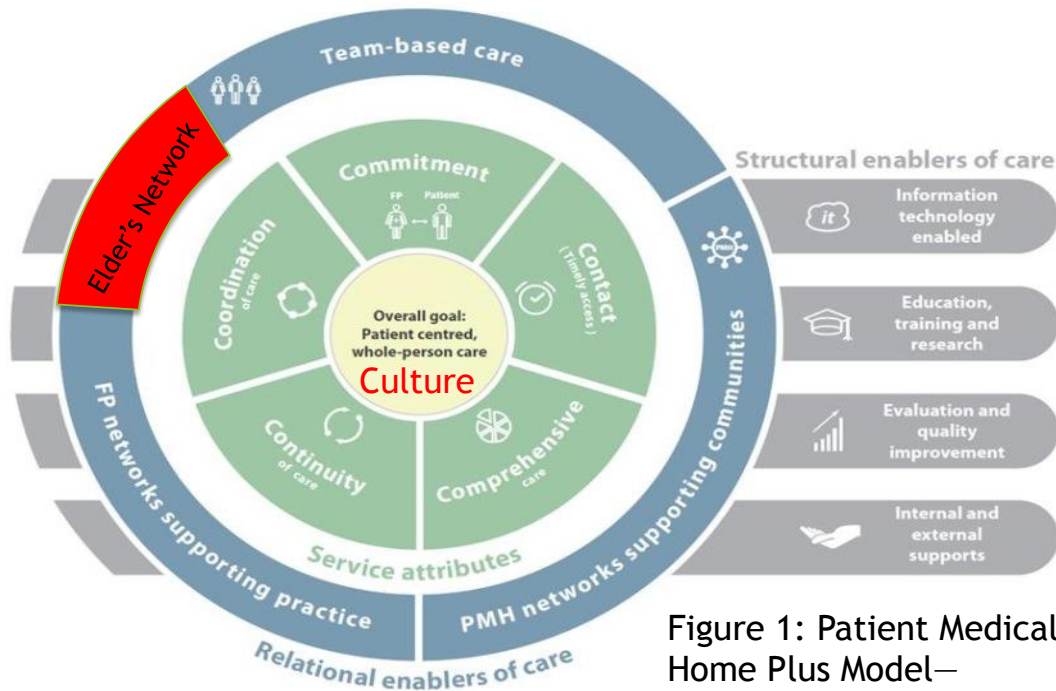 Team-based care
Elder's Network
Commitment
FP
Patient
Coordination
of care
Contact
(Timely access)
Overall goal:
Patient centred,
whole-person care
Culture
Continuity
of care
Comprehensive
care
Service attributes
FP networks supporting practice
PMH networks supporting communities
PMH
Relational enablers of care
Structural enablers of care
it
Information
technology
enabled
Education,
training and
research
Evaluation and
quality
improvement
Internal and
external
supports
Figure 1: Patient Medical
Home Plus Model—